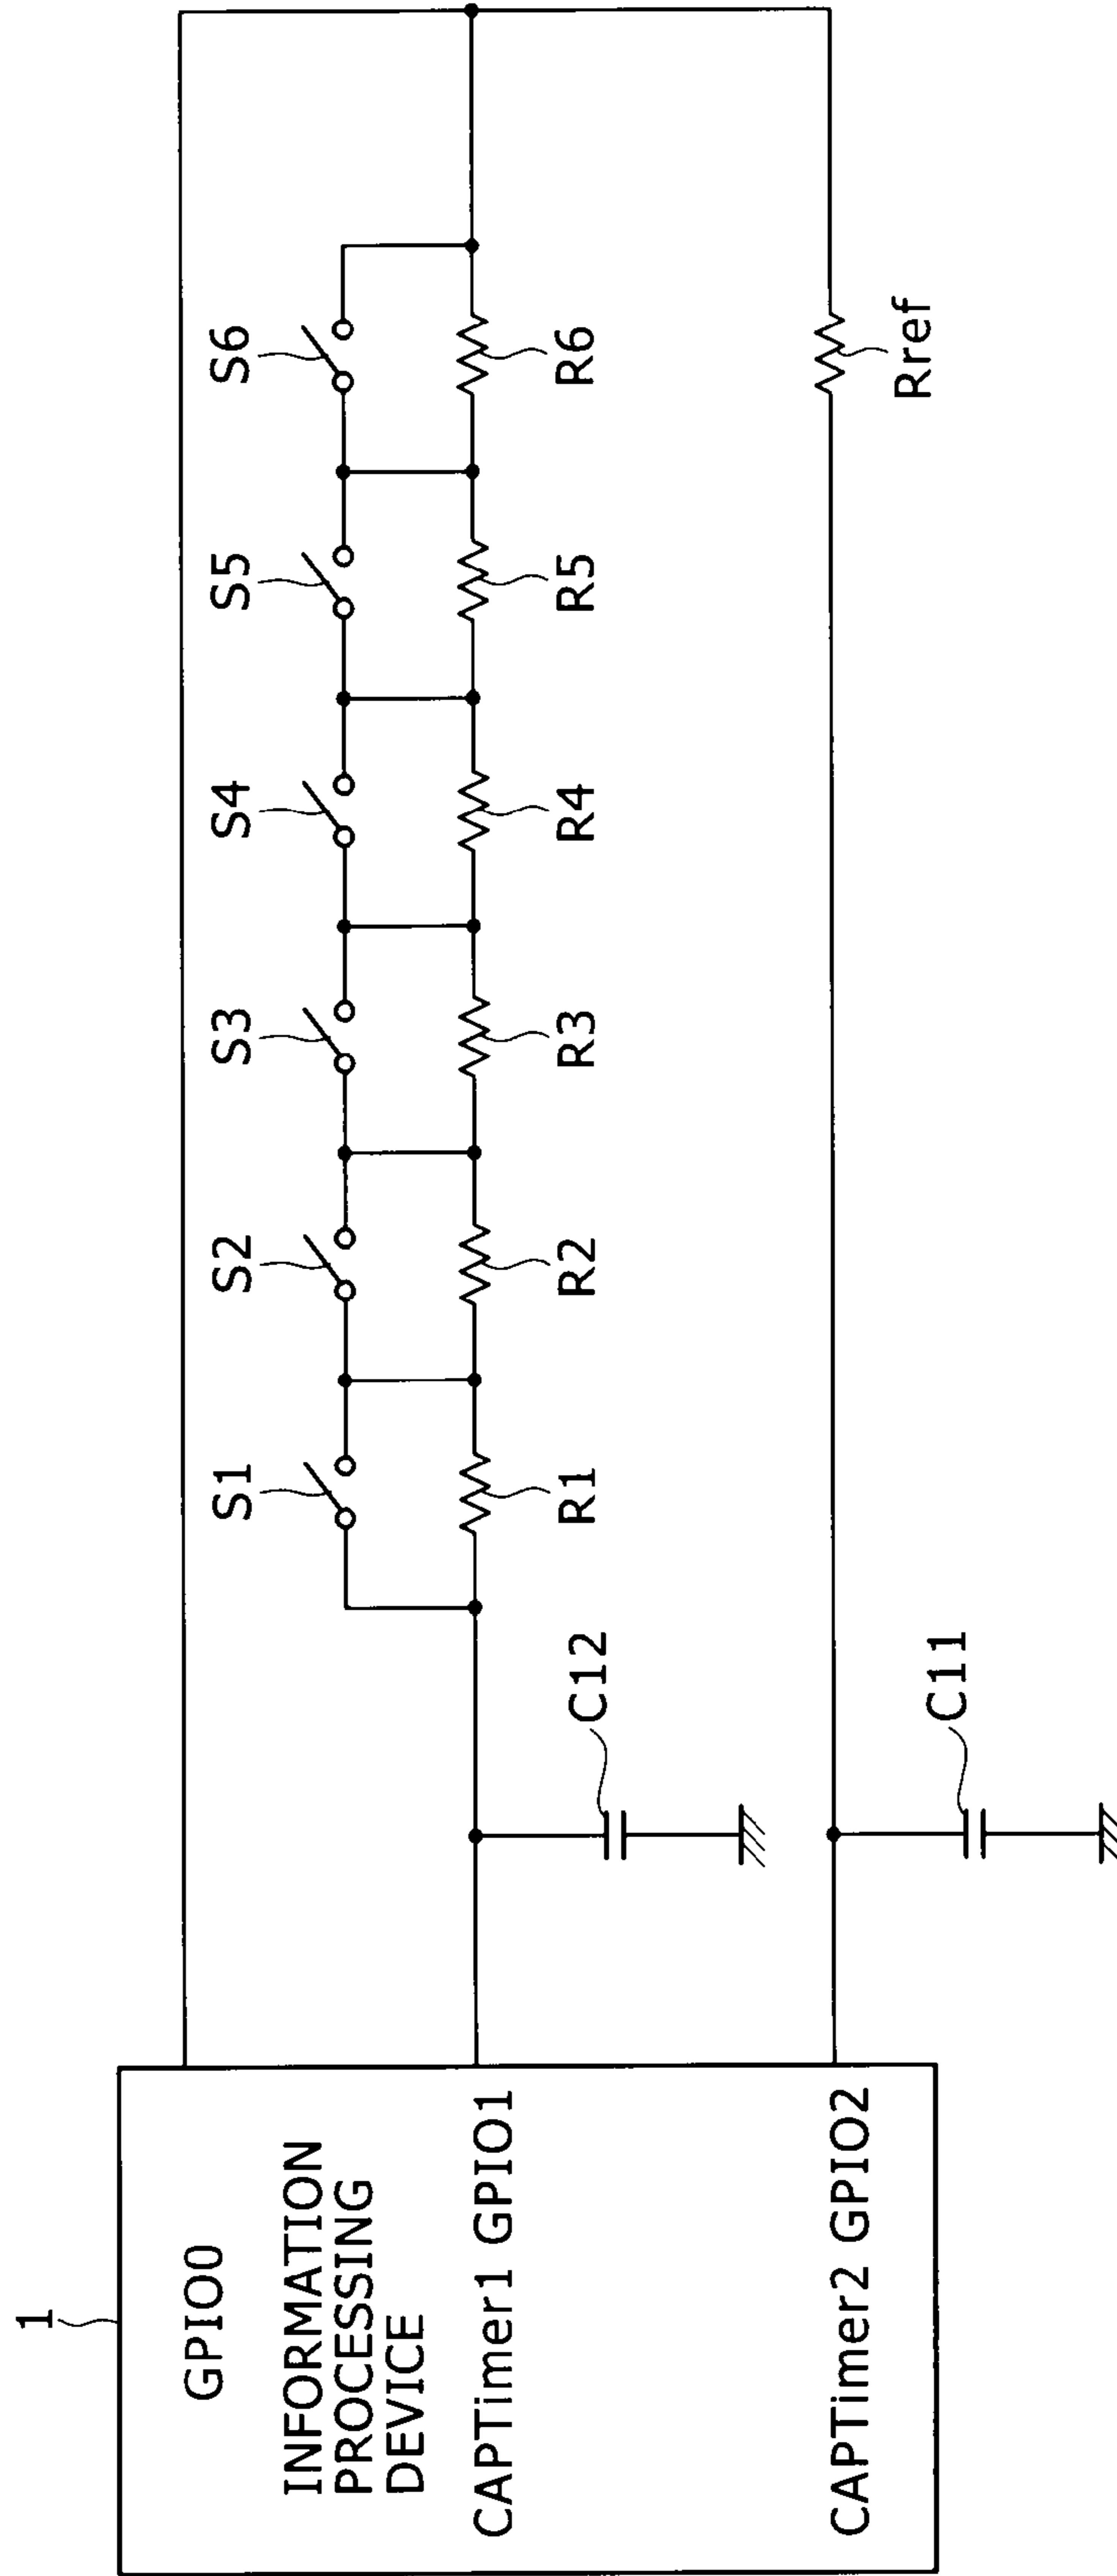 1
GPIO0
INFORMATION
PROCESSING
DEVICE
CAPTimer1 GPIO1
CAPTimer2 GPIO2
S1
S2
S3
S4
S5
S6
R1
R2
R3
R4
R5
R6
C12
C11
Rref